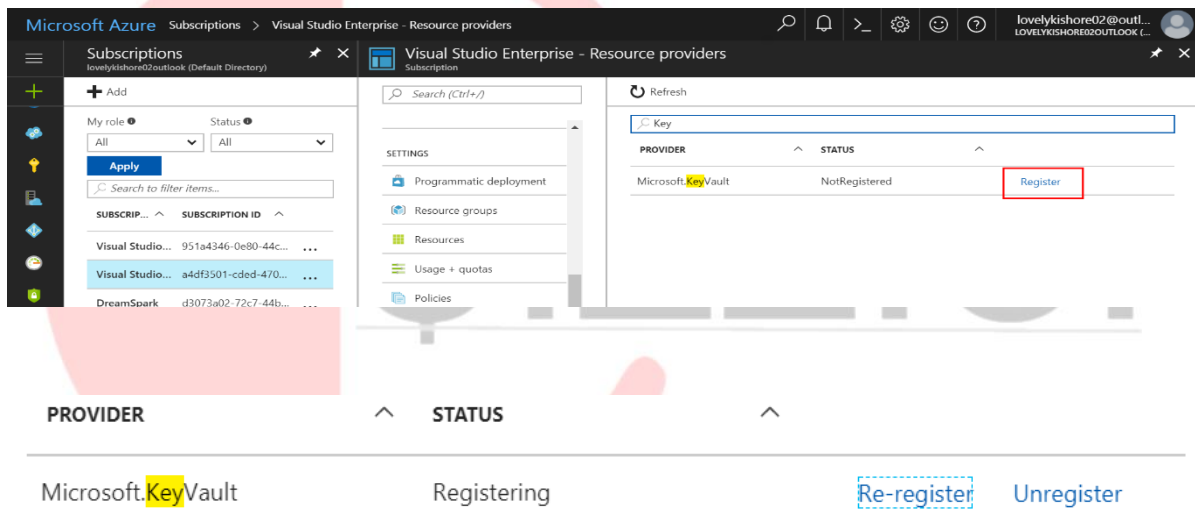 Microsoft Azure Subscriptions > Visual Studio Enterprise - Resource providers
lovelykishore02@outl...
LOVELYKISHORE02OUTLOOK (...
Subscriptions
lovelykishore02outlook (Default Directory)
Visual Studio Enterprise - Resource providers
Subscription
Add
Search (Ctrl+/)
Refresh
My role
Status
All
All
Apply
Search to filter items...
SUBSCRIP... SUBSCRIPTION ID
Visual Studio... 951a4346-0e80-44c... ...
Visual Studio... a4df3501-cded-470... ...
DreamSpark d3073a02-72c7-44b... ...
SETTINGS
Programmatic deployment
Resource groups
Resources
Usage + quotas
Policies
Key
PROVIDER STATUS
Microsoft.KeyVault NotRegistered Register
PROVIDER STATUS
Microsoft.KeyVault Registering Re-register Unregister